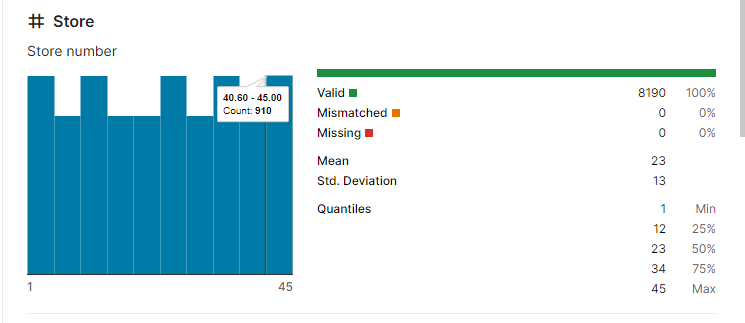 # Store
Store number
40.60 - 45.00
Count: 910
1 45
Valid 8190 100%
Mismatched 0 0%
Missing 0 0%
Mean 23
Std. Deviation 13
Quantiles 1 Min
12 25%
23 50%
34 75%
45 Max